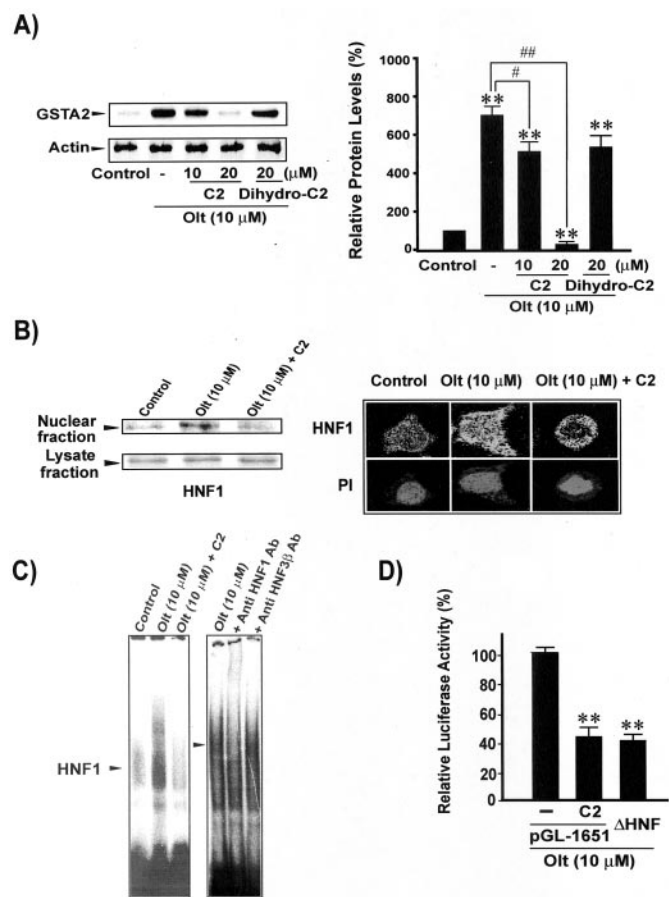 A)
GSTA2
Actin
Control - 10 20 20 (μM)
C2 Dihydro-C2
Olt (10 μM)
Relative Protein Levels (%)
1000
800
600
400
200
0
##
#
** ** ** **
Control - 10 20 20 (μM)
C2 Dihydro-C2
Olt (10 μM)
B)
Control
Olt (10 μM)
Olt (10 μM) + C2
Nuclear
fraction
Lysate
fraction
HNF1
Control Olt (10 μM) Olt (10 μM) + C2
HNF1
PI
C)
Control
Olt (10 μM)
Olt (10 μM) + C2
Olt (10 μM)
+ Anti HNF1 Ab
+ Anti HNF3β Ab
HNF1
D)
Relative Luciferase Activity (%)
100
80
60
40
20
0
** **
– C2 ΔHNF
pGL-1651
Olt (10 μM)